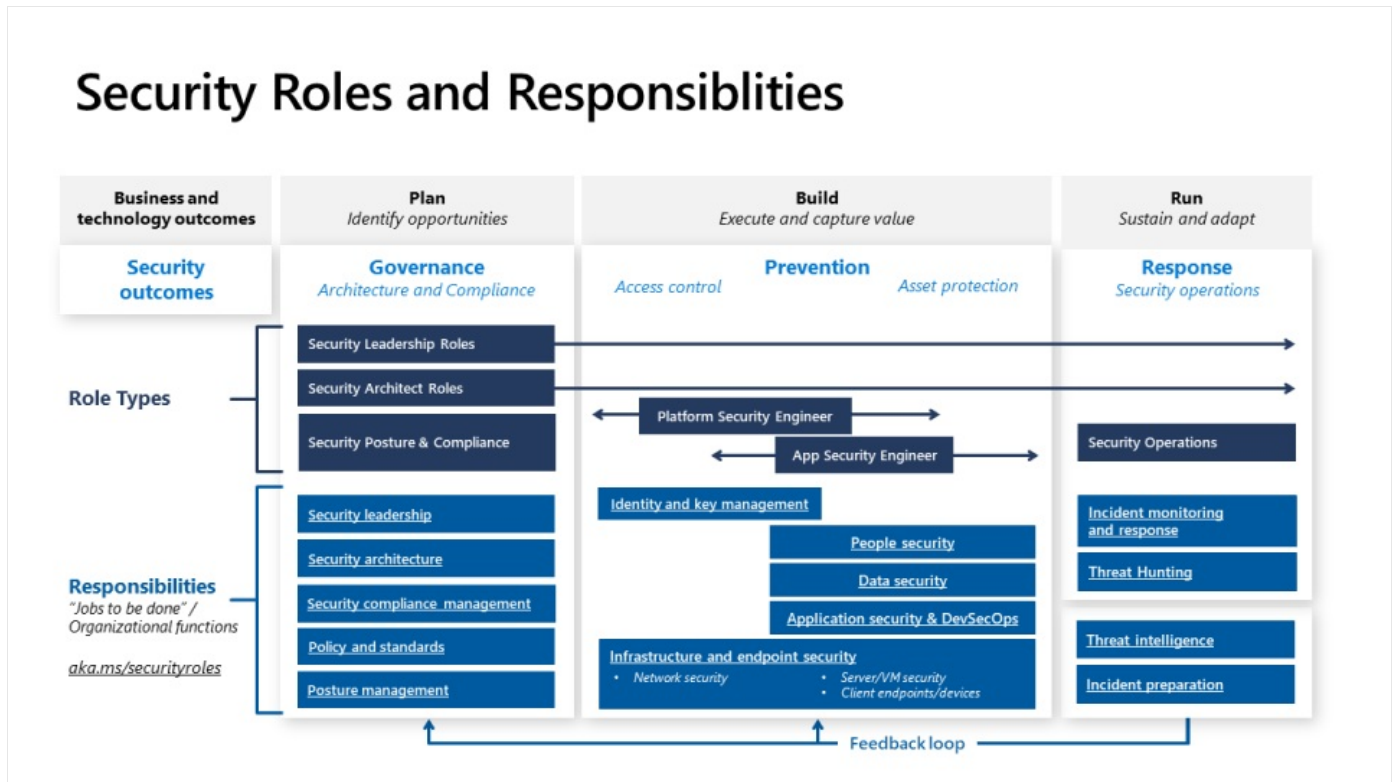 Security Roles and Responsiblities
Business and
technology outcomes
Plan
Identify opportunities
Build
Execute and capture value
Run
Sustain and adapt
Security
outcomes
Governance
Architecture and Compliance
Prevention
Access control
Asset protection
Response
Security operations
Role Types
Security Leadership Roles
Security Architect Roles
Security Posture & Compliance
Platform Security Engineer
App Security Engineer
Security Operations
Responsibilities
"Jobs to be done" /
Organizational functions
aka.ms/securityroles
Security leadership
Security architecture
Security compliance management
Policy and standards
Posture management
Identity and key management
People security
Data security
Application security & DevSecOps
Infrastructure and endpoint security
• Network security
• Server/VM security
• Client endpoints/devices
Incident monitoring
and response
Threat Hunting
Threat intelligence
Incident preparation
Feedback loop